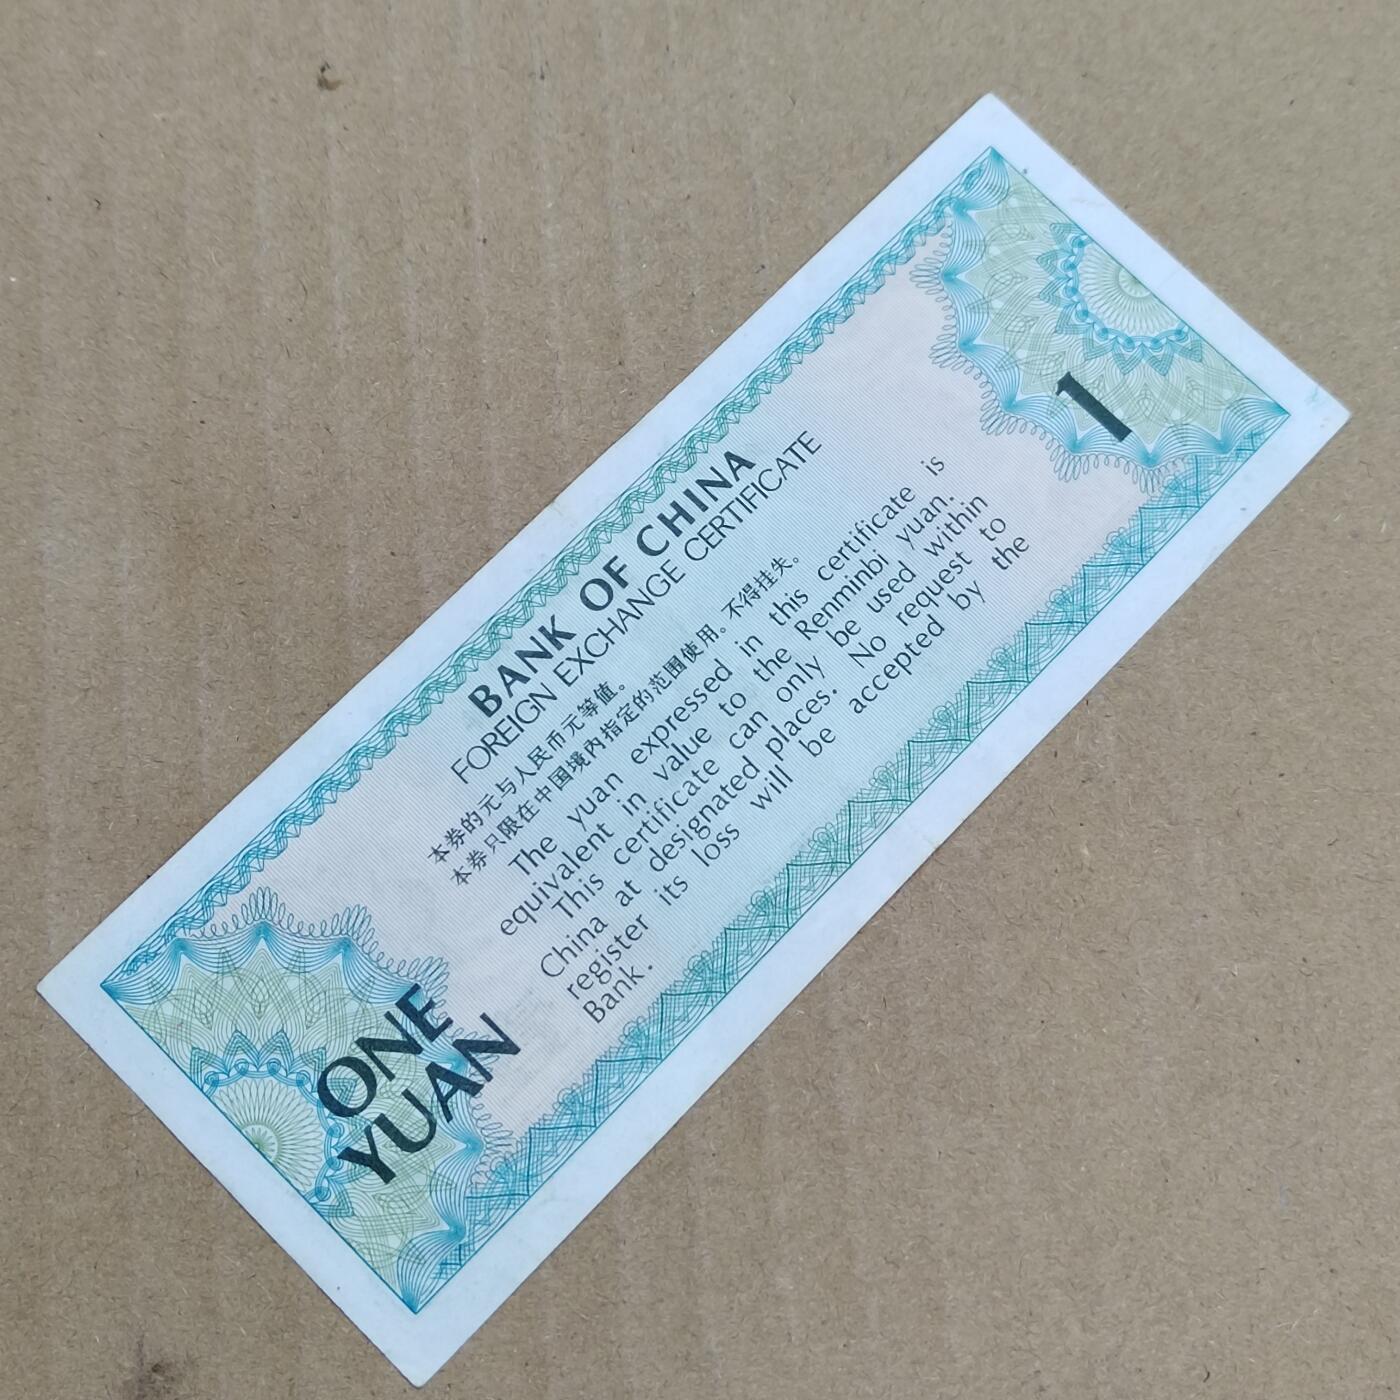 BANK OF CHINA
FOREIGN EXCHANGE CERTIFICATE
本券的元与人民币元等值。
本券只限在中国境内指定的范围使用。不得挂失。
The yuan expressed in this certificate is
equivalent in value to the Renminbi yuan.
This certificate can only be used within
China at designated places. No request to
register its loss will be accepted by the
Bank.
ONE
YUAN
1